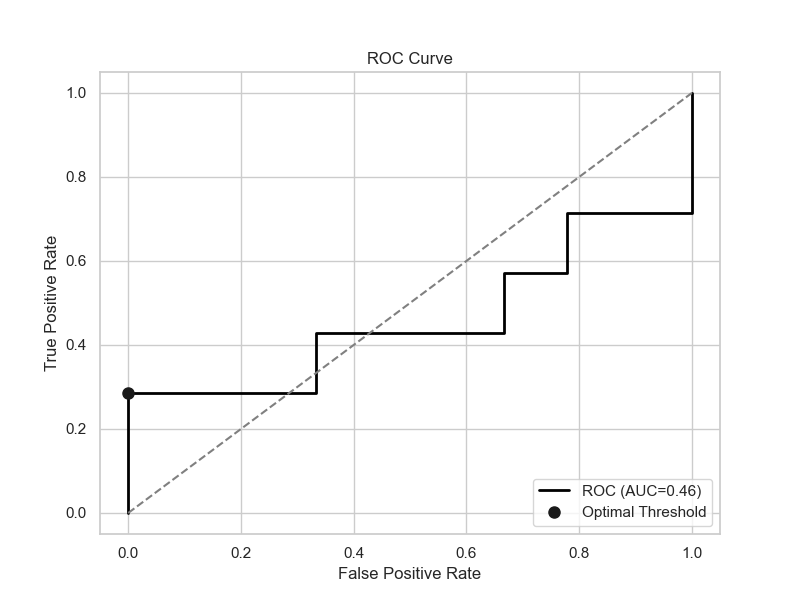 ROC Curve
1.0
0.8
0.6
0.4
0.2
0.0
True Positive Rate
0.0 0.2 0.4 0.6 0.8 1.0
False Positive Rate
ROC (AUC=0.46)
Optimal Threshold